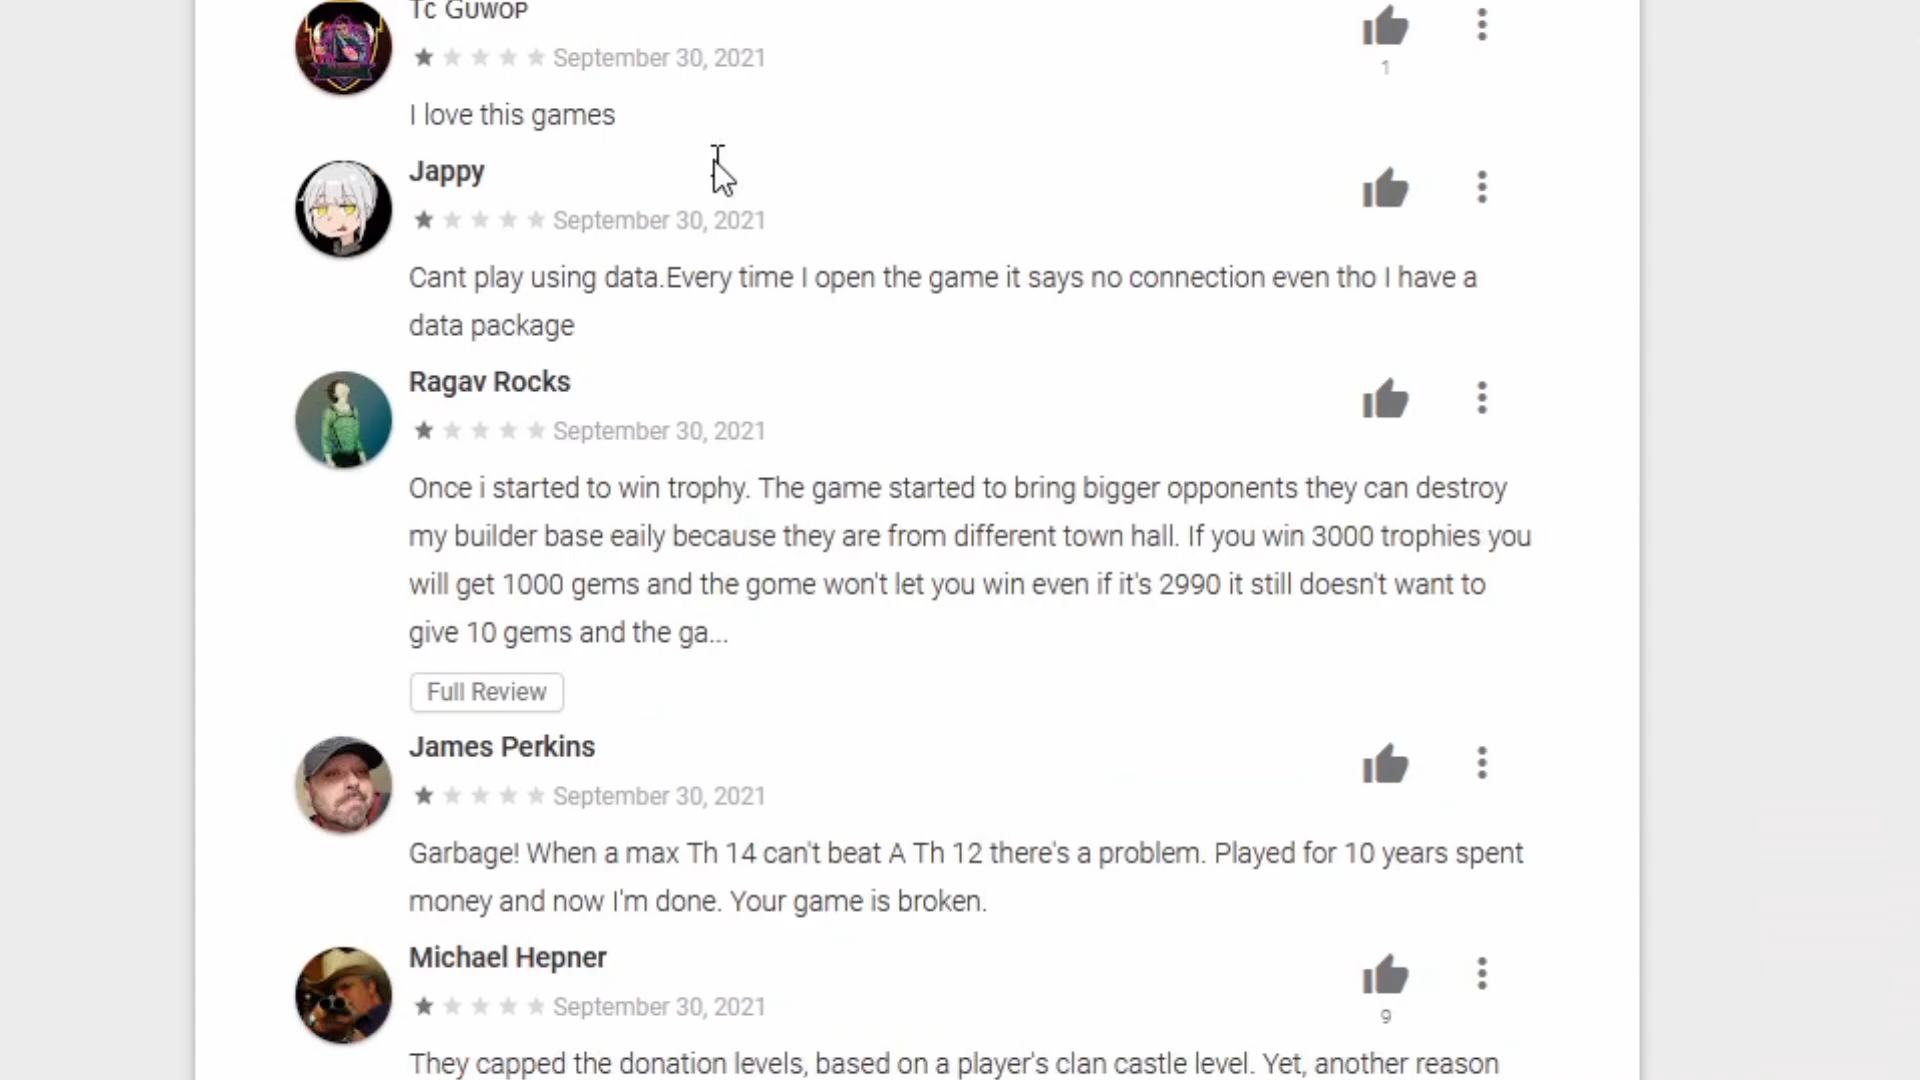 Tc Guwop
September 30, 2021
1
I love this games
Jappy
September 30, 2021
Cant play using data.Every time I open the game it says no connection even tho I have a
data package
Ragav Rocks
September 30, 2021
Once i started to win trophy. The game started to bring bigger opponents they can destroy
my builder base eaily because they are from different town hall. If you win 3000 trophies you
will get 1000 gems and the gome won't let you win even if it's 2990 it still doesn't want to
give 10 gems and the ga...
Full Review
James Perkins
September 30, 2021
Garbage! When a max Th 14 can't beat A Th 12 there's a problem. Played for 10 years spent
money and now I'm done. Your game is broken.
Michael Hepner
September 30, 2021
9
They capped the donation levels, based on a player's clan castle level. Yet, another reason